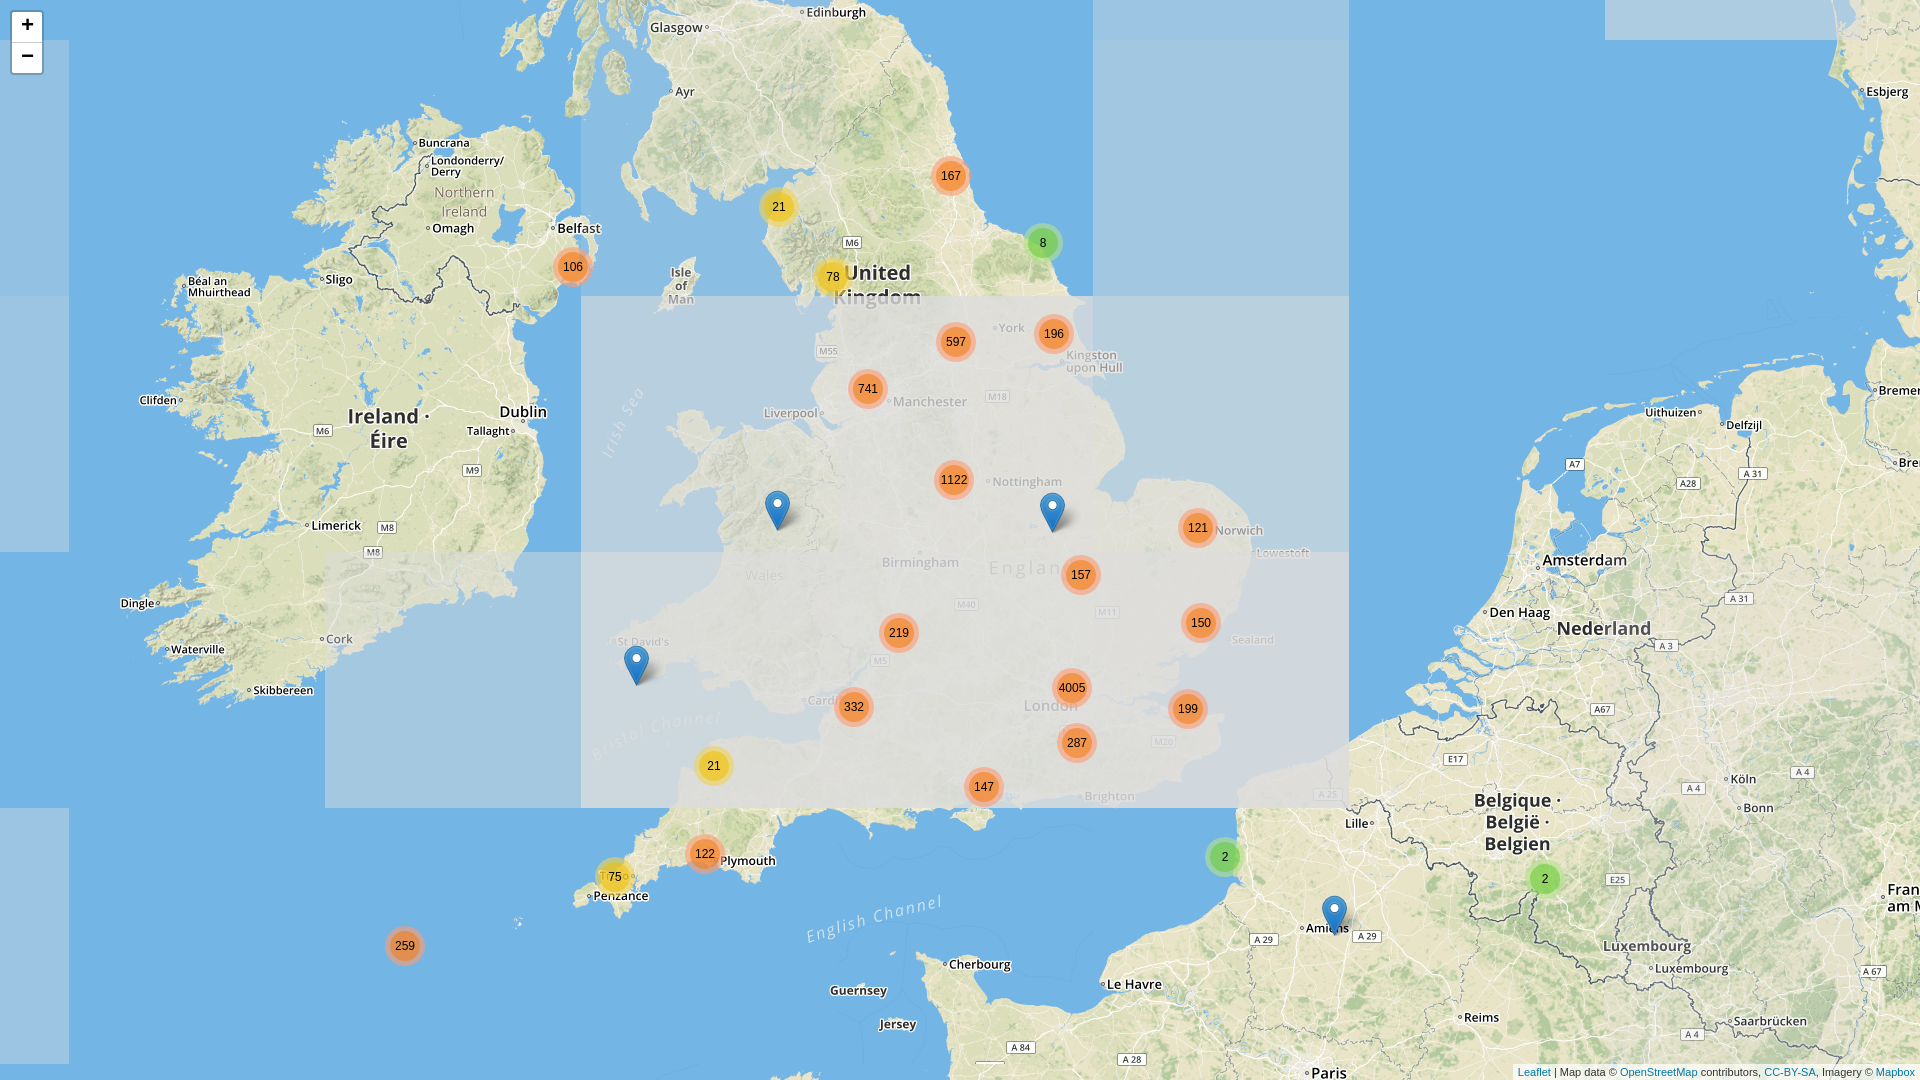 +
−
Edinburgh
Glasgow
Ayr
Esbjerg
Buncrana
Londonderry/
Derry
Northern
Ireland
Omagh
Belfast
167
21
M6
8
106
78
United
Kingdom
Isle
of
Man
Sligo
Béal an
Mhuirthead
York
196
597
M55
Kingston
upon Hull
741
Manchester
M18
Liverpool
Irish Sea
Clifden
Dublin
Ireland ·
Éire
M6
Tallaght
M9
Uithuizen
Delfzijl
A7
A 31
A28
1122
Nottingham
Limerick
M8
121
Norwich
M8
Lowestoft
Birmingham
Wales
157
Amsterdam
Dingle
M40
M11
A 31
Den Haag
Nederland
219
150
Cork
St David's
Sealand
Waterville
M5
A 3
Skibbereen
4005
London
332
199
A67
Bristol Channel
287
M20
E17
21
Köln
A 4
147
Brighton
A 25
A 4
Bonn
Belgique ·
België ·
Belgien
Lille
122
Plymouth
2
75
Penzance
2
E25
English Channel
Amiens
A 29
A 29
259
Luxembourg
Luxembourg
A 67
Cherbourg
Le Havre
Guernsey
Jersey
Reims
Saarbrücken
A 4
A 84
A 28
Paris
Leaflet | Map data © OpenStreetMap contributors, CC-BY-SA, Imagery © Mapbox